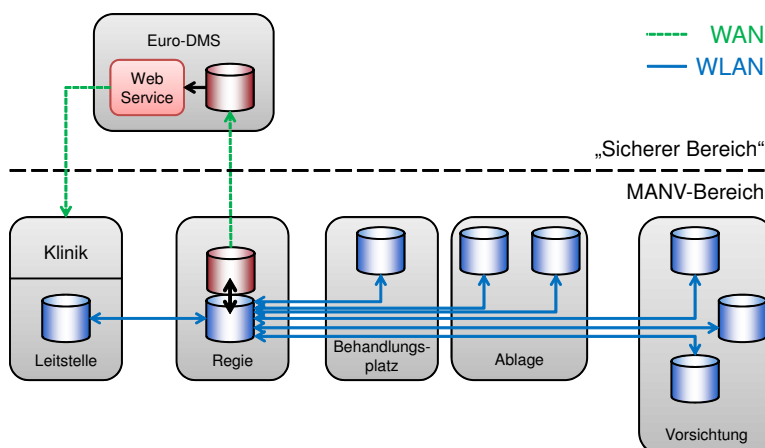 Euro-DMS
Web
Service
WAN
WLAN
„Sicherer Bereich“
MANV-Bereich
Klinik
Leitstelle
Regie
Behandlungs-
platz
Ablage
Vorsichtung